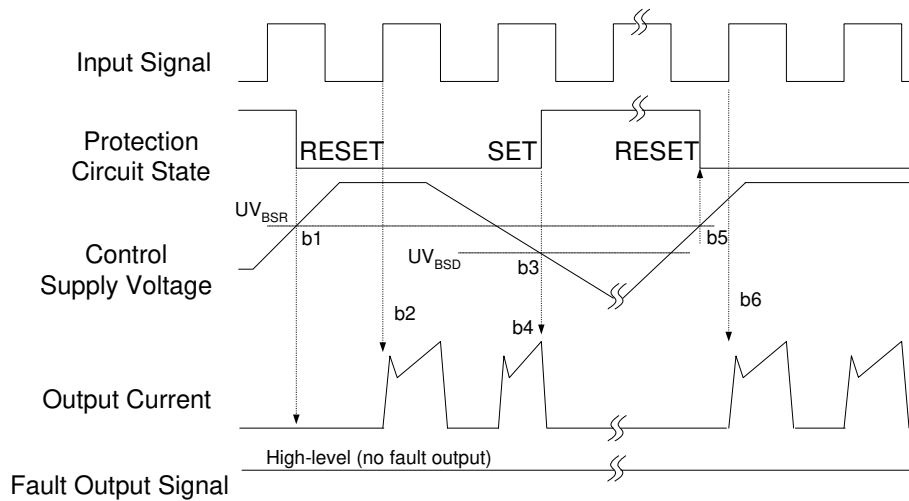 Input Signal
Protection
Circuit State
RESET
SET
RESET
UV_BSR
b1
UV_BSD
b3
b5
Control
Supply Voltage
b2
b4
b6
Output Current
High-level (no fault output)
Fault Output Signal